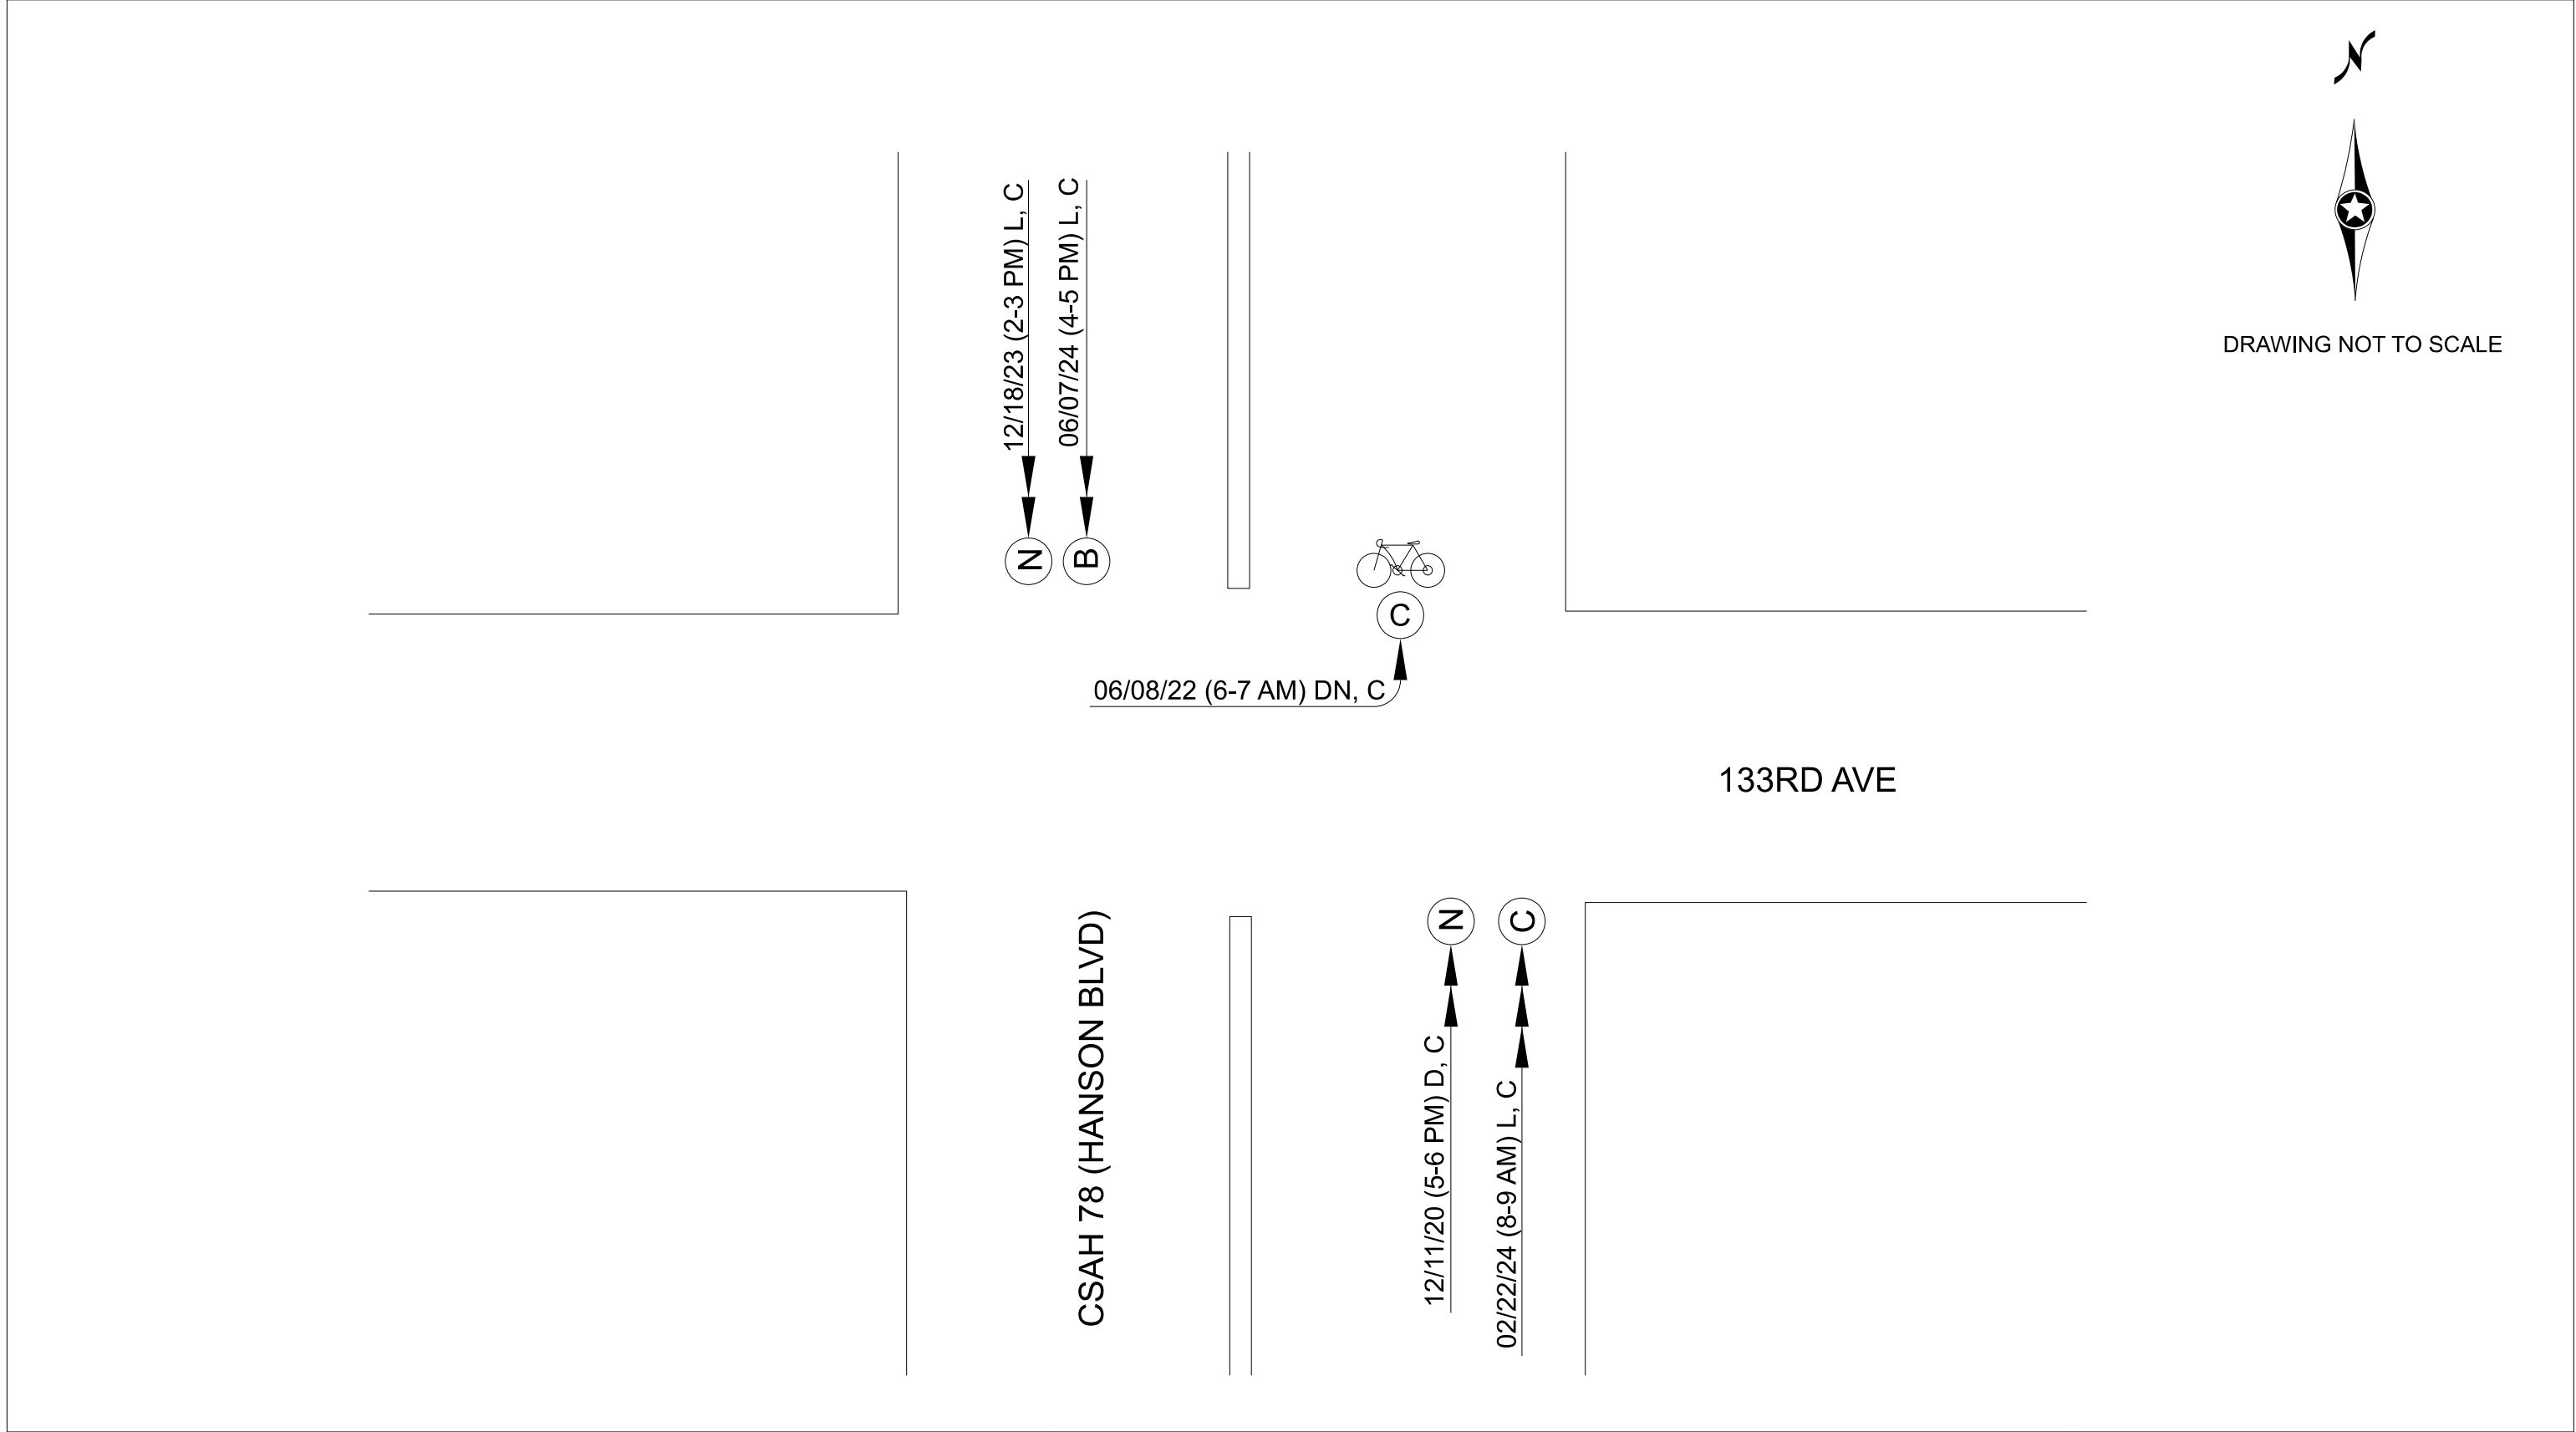 N
DRAWING NOT TO SCALE
12/18/23 (2-3 PM) L, C
06/07/24 (4-5 PM) L, C
N
B
C
06/08/22 (6-7 AM) DN, C
133RD AVE
CSAH 78 (HANSON BLVD)
N
C
12/11/20 (5-6 PM) D, C
02/22/24 (8-9 AM) L, C